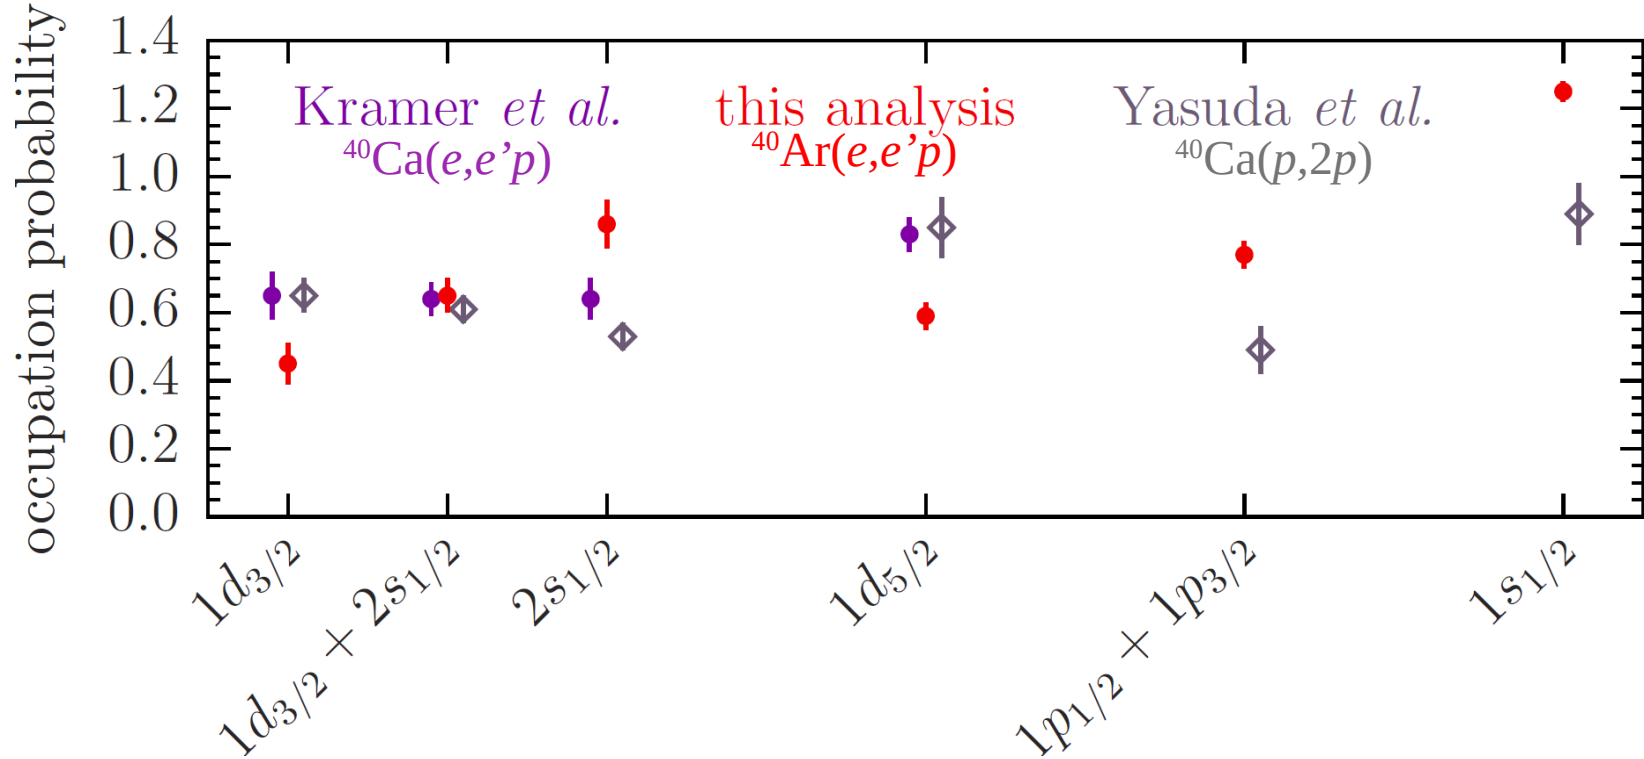 occupation probability
1.4
1.2
1.0
0.8
0.6
0.4
0.2
0.0
Kramer et al.
⁴⁰Ca(e,e’p)
this analysis
⁴⁰Ar(e,e’p)
Yasuda et al.
⁴⁰Ca(p,2p)
1d3/2
1d3/2 + 2s1/2
2s1/2
1d5/2
1p1/2 + 1p3/2
1s1/2